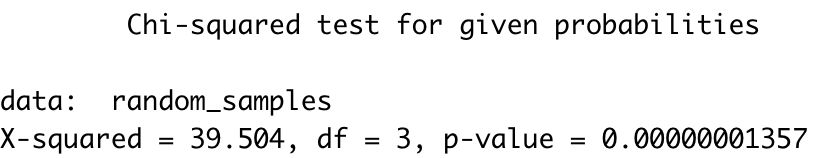 Chi-squared test for given probabilities
data:  random_samples
X-squared = 39.504, df = 3, p-value = 0.00000001357